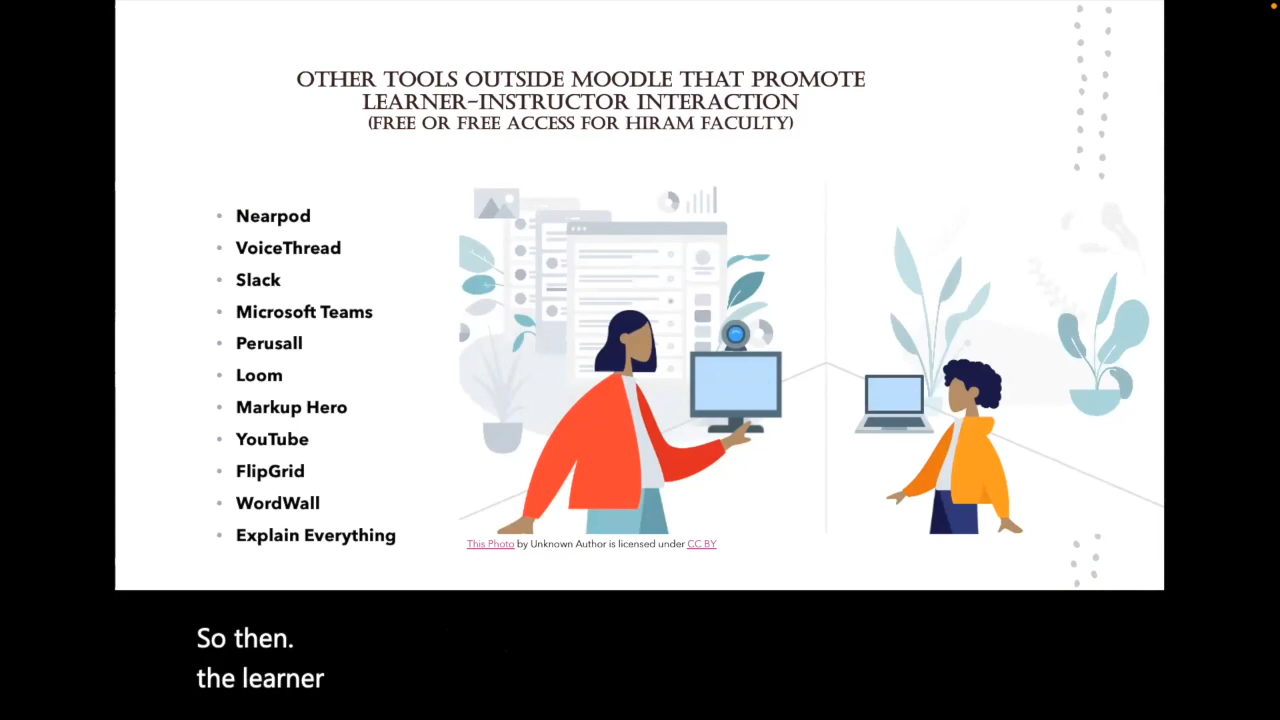 OTHER TOOLS OUTSIDE MOODLE THAT PROMOTE
LEARNER-INSTRUCTOR INTERACTION
(FREE OR FREE ACCESS FOR HIRAM FACULTY)
• Nearpod
• VoiceThread
• Slack
• Microsoft Teams
• Perusall
• Loom
• Markup Hero
• YouTube
• FlipGrid
• WordWall
• Explain Everything
This Photo by Unknown Author is licensed under CC BY
So then.
the learner